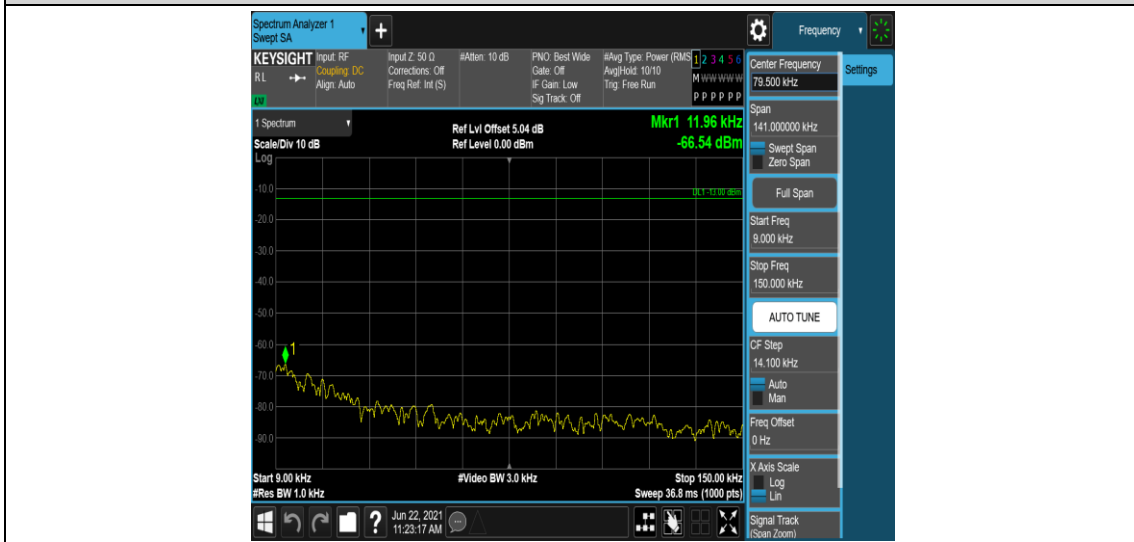 Spectrum Analyzer 1
Swept SA
Frequency
KEYSIGHT
RL
Input: RF
Coupling: DC
Align: Auto
Input Z: 50 Ω
Corrections: Off
Freq Ref: Int (S)
#Atten: 10 dB
PNO: Best Wide
Gate: Off
IF Gain: Low
Sig Track: Off
#Avg Type: Power (RMS
Avg|Hold: 10/10
Trig: Free Run
1 2 3 4 5 6
M W W W W W
P P P P P P
1 Spectrum
Scale/Div 10 dB
Log
Ref Lvl Offset 5.04 dB
Ref Level 0.00 dBm
Mkr1 11.96 kHz
-66.54 dBm
DL1 -13.00 dBm
-10.0
-20.0
-30.0
-40.0
-50.0
-60.0
-70.0
-80.0
-90.0
1
Start 9.00 kHz
#Res BW 1.0 kHz
#Video BW 3.0 kHz
Stop 150.00 kHz
Sweep 36.8 ms (1000 pts)
?
Jun 22, 2021
11:23:17 AM
Center Frequency
79.500 kHz
Settings
Span
141.000000 kHz
Swept Span
Zero Span
Full Span
Start Freq
9.000 kHz
Stop Freq
150.000 kHz
AUTO TUNE
CF Step
14.100 kHz
Auto
Man
Freq Offset
0 Hz
X Axis Scale
Log
Lin
Signal Track
(Span Zoom)